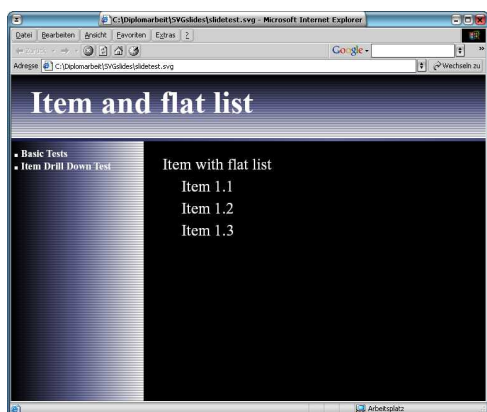 C:\Diplomarbeit\SVGslides\slidetest.svg - Microsoft Internet Explorer
Datei Bearbeiten Ansicht Favoriten Extras ?
Google
Adresse C:\Diplomarbeit\SVGslides\slidetest.svg Wechseln zu
Item and flat list
Basic Tests
Item Drill Down Test
Item with flat list
Item 1.1
Item 1.2
Item 1.3
Arbeitsplatz